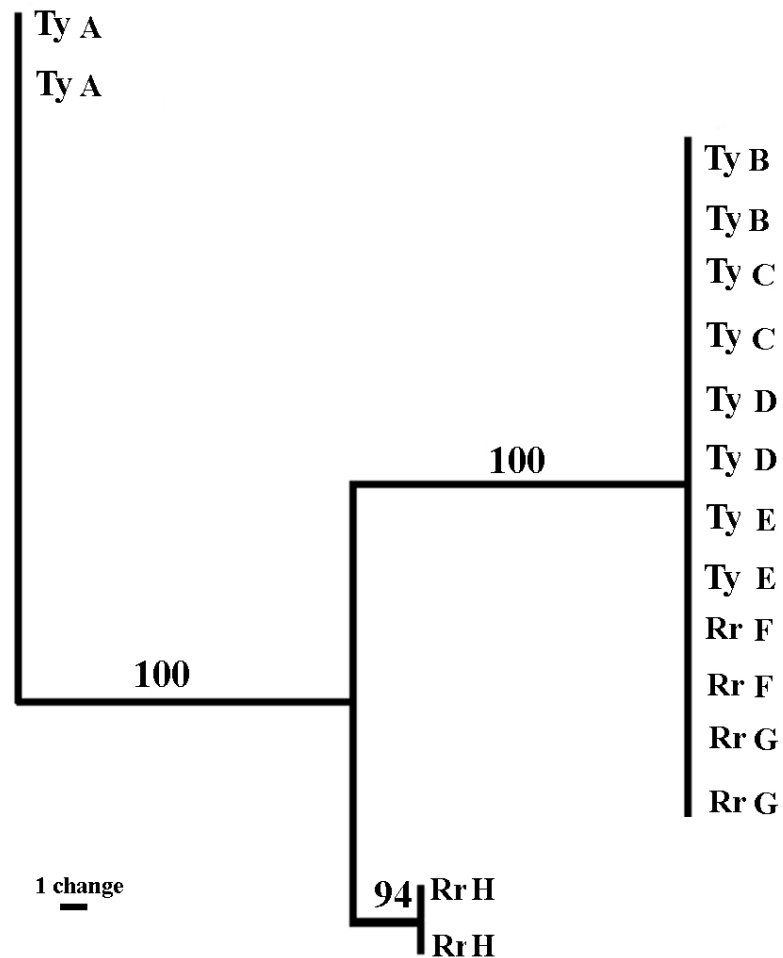 Ty A
Ty A
Ty B
Ty B
Ty C
Ty C
Ty D
100
Ty D
Ty E
Ty E
Rr F
100
Rr F
Rr G
Rr G
1 change
94 Rr H
Rr H